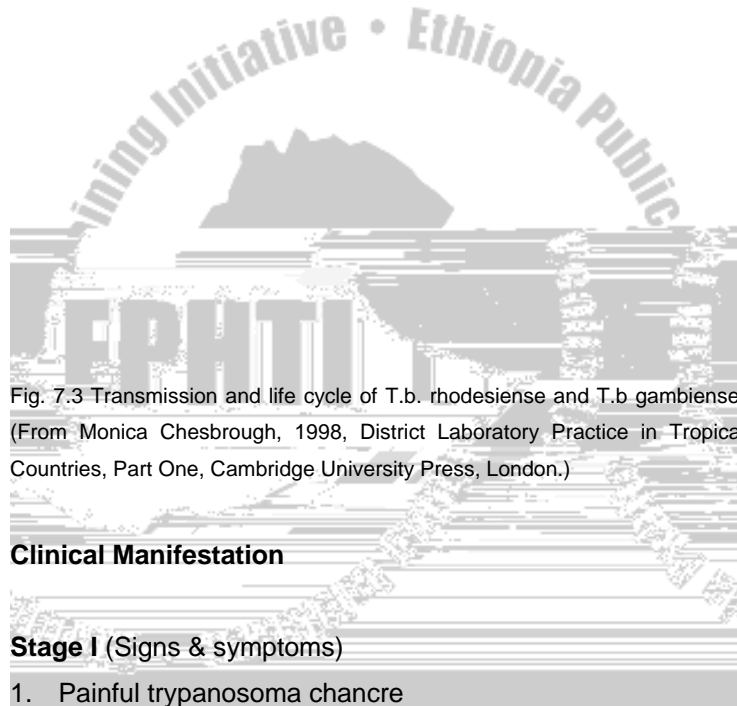 ining Initiative • Ethiopia Public
EPHTI
Fig. 7.3 Transmission and life cycle of T.b. rhodesiense and T.b gambiense
(From Monica Chesbrough, 1998, District Laboratory Practice in Tropica
Countries, Part One, Cambridge University Press, London.)
Clinical Manifestation
Stage I (Signs & symptoms)
1. Painful trypanosoma chancre